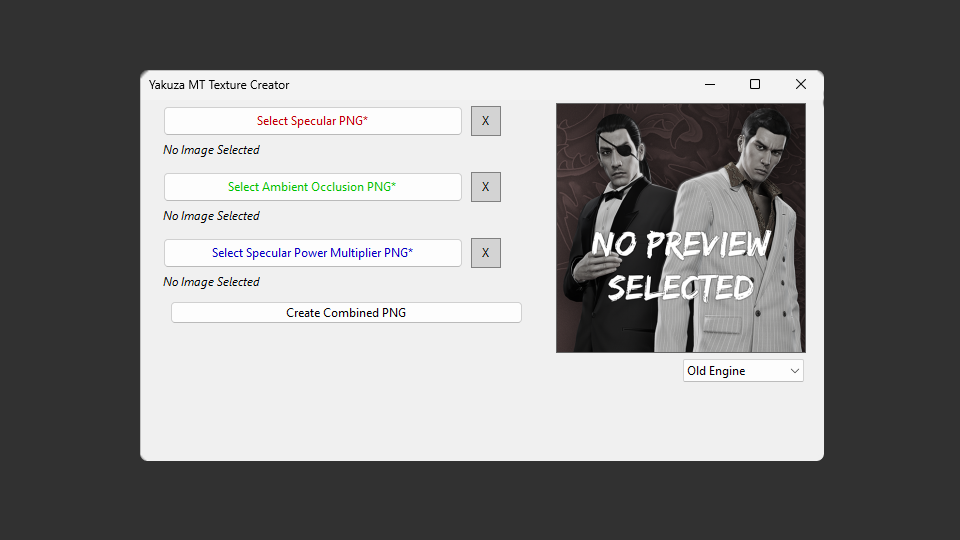 Yakuza MT Texture Creator
Select Specular PNG*
X
No Image Selected
Select Ambient Occlusion PNG*
X
No Image Selected
Select Specular Power Multiplier PNG*
X
No Image Selected
Create Combined PNG
NO PREVIEW
SELECTED
Old Engine